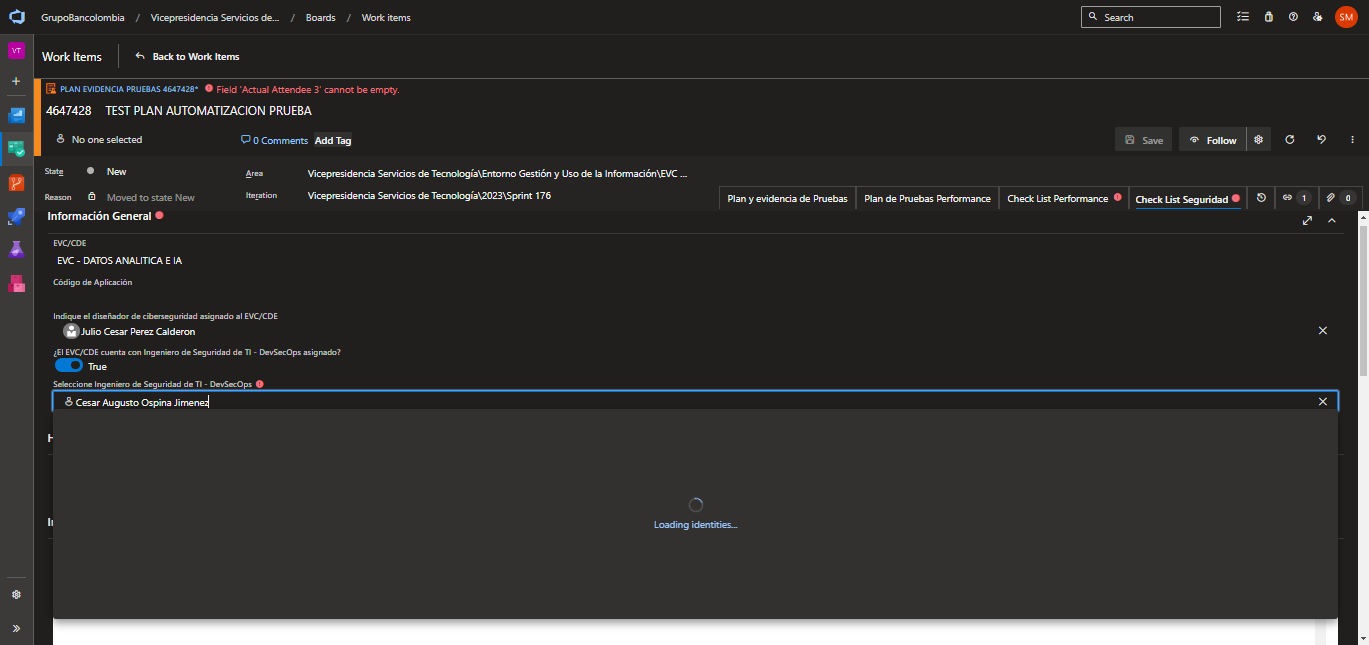 GrupoBancolombia / Vicepresidencia Servicios de... / Boards / Work items
Search
SM
VT
Work Items
Back to Work Items
PLAN EVIDENCIA PRUEBAS 4647428*
Field 'Actual Attendee 3' cannot be empty.
4647428 TEST PLAN AUTOMATIZACION PRUEBA
No one selected
0 Comments
Add Tag
Save
Follow
State
New
Area
Vicepresidencia Servicios de Tecnología\Entorno Gestión y Uso de la Información\EVC ...
Reason
Moved to state New
Iteration
Vicepresidencia Servicios de Tecnología\2023\Sprint 176
Plan y evidencia de Pruebas
Plan de Pruebas Performance
Check List Performance
Check List Seguridad
1
0
Información General
EVC/CDE
EVC - DATOS ANALITICA E IA
Código de Aplicación
Indique el diseñador de ciberseguridad asignado al EVC/CDE
Julio Cesar Perez Calderon
¿El EVC/CDE cuenta con Ingeniero de Seguridad de TI - DevSecOps asignado?
True
Seleccione Ingeniero de Seguridad de TI - DevSecOps
Cesar Augusto Ospina Jimenez
Loading identities...